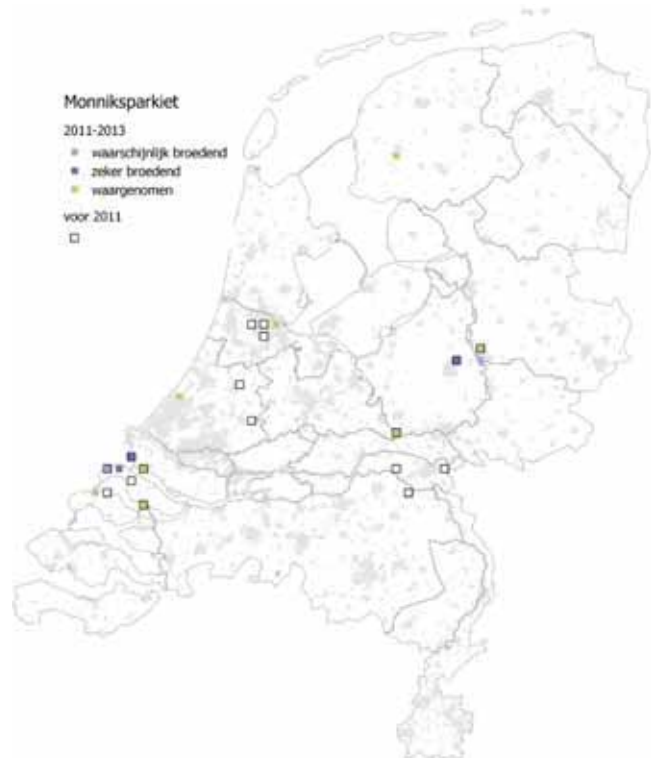 Monniksparkiet
2011-2013
waarschijnlijk broedend
zeker broedend
waargenomen
voor 2011